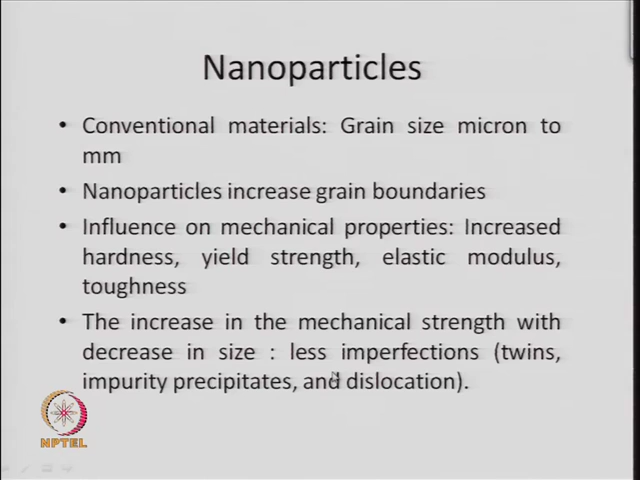 Nanoparticles
• Conventional materials: Grain size micron to
mm
• Nanoparticles increase grain boundaries
• Influence on mechanical properties: Increased
hardness, yield strength, elastic modulus,
toughness
• The increase in the mechanical strength with
decrease in size : less imperfections (twins,
impurity precipitates, and dislocation).
NPTEL